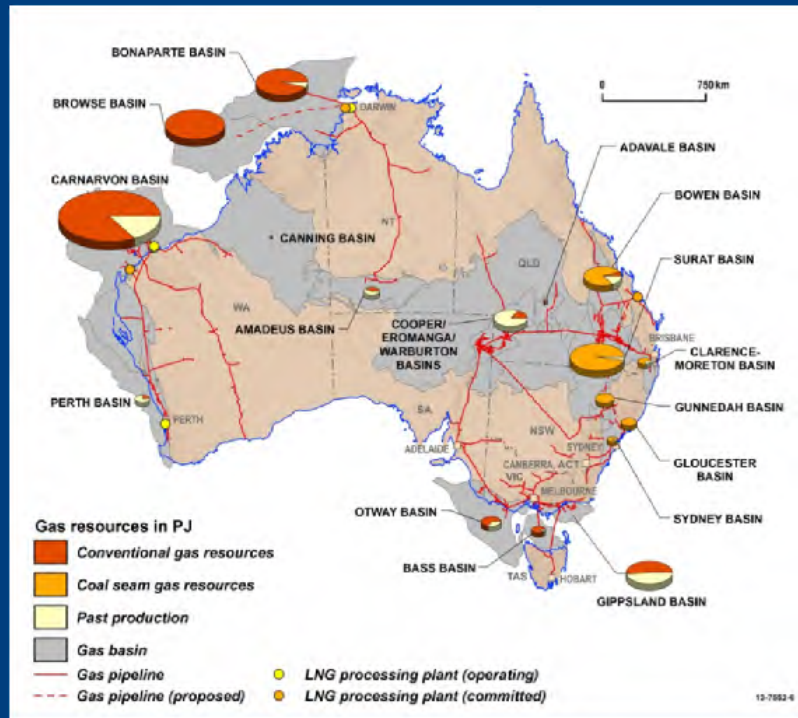 BONAPARTE BASIN
0 750 km
BROWSE BASIN
DARWIN
ADAVALE BASIN
CARNARVON BASIN
BOWEN BASIN
NT
CANNING BASIN
SURAT BASIN
QLD
WA
AMADEUS BASIN
COOPER/
EROMANGA/
WARBURTON
BASINS
BRISBANE
CLARENCE-
MORETON BASIN
PERTH BASIN
GUNNEDAH BASIN
SA
PERTH
NSW
ADELAIDE
SYDNEY
GLOUCESTER
BASIN
CANBERRA, ACT
VIC
MELBOURNE
SYDNEY BASIN
OTWAY BASIN
BASS BASIN
TAS
HOBART
GIPPSLAND BASIN
Gas resources in PJ
Conventional gas resources
Coal seam gas resources
Past production
Gas basin
Gas pipeline
LNG processing plant (operating)
Gas pipeline (proposed)
LNG processing plant (committed)